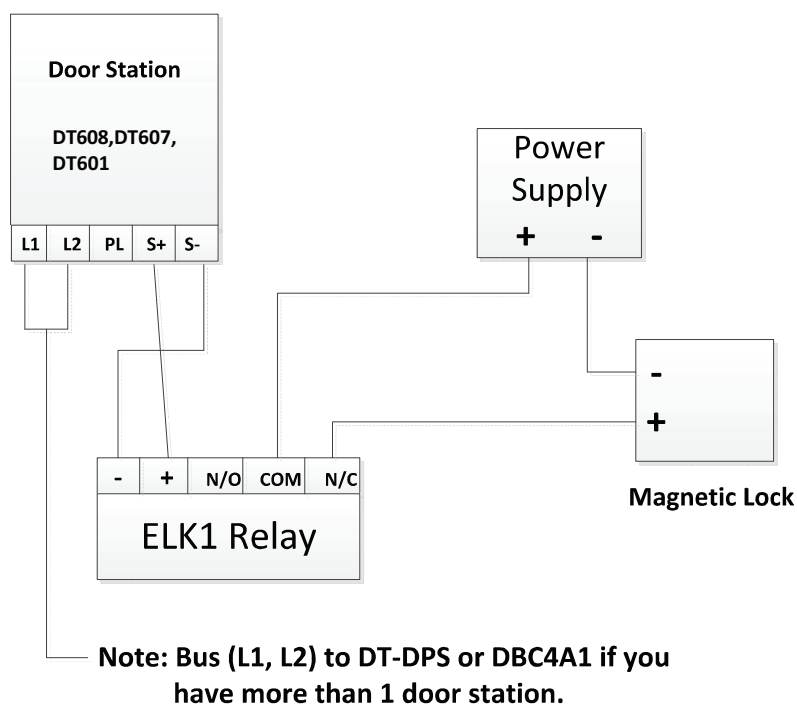 Door Station
DT608,DT607,
DT601
L1 L2 PL S+ S-
Power
Supply
+ -
-
+
Magnetic Lock
- + N/O COM N/C
ELK1 Relay
Note: Bus (L1, L2) to DT-DPS or DBC4A1 if you
have more than 1 door station.